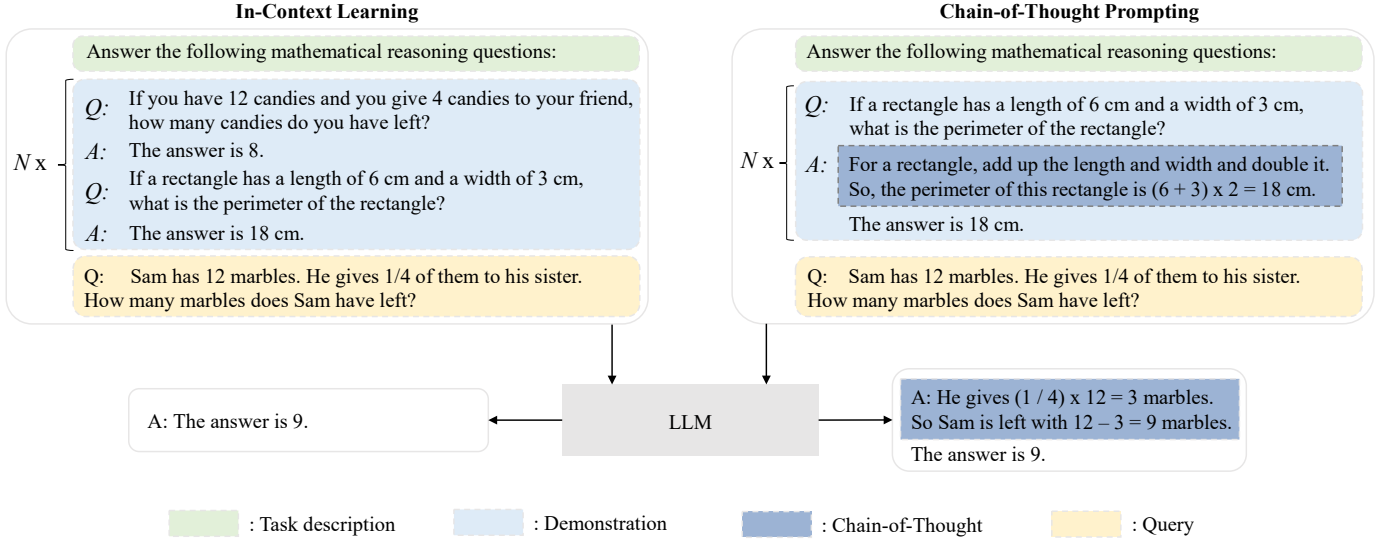 In-Context Learning
Answer the following mathematical reasoning questions:
N x
Q: If you have 12 candies and you give 4 candies to your friend,
how many candies do you have left?
A: The answer is 8.
Q: If a rectangle has a length of 6 cm and a width of 3 cm,
what is the perimeter of the rectangle?
A: The answer is 18 cm.
Q: Sam has 12 marbles. He gives 1/4 of them to his sister.
How many marbles does Sam have left?
Chain-of-Thought Prompting
Answer the following mathematical reasoning questions:
N x
Q: If a rectangle has a length of 6 cm and a width of 3 cm,
what is the perimeter of the rectangle?
A: For a rectangle, add up the length and width and double it.
So, the perimeter of this rectangle is (6 + 3) x 2 = 18 cm.
The answer is 18 cm.
Q: Sam has 12 marbles. He gives 1/4 of them to his sister.
How many marbles does Sam have left?
A: The answer is 9.
LLM
A: He gives (1 / 4) x 12 = 3 marbles.
So Sam is left with 12 – 3 = 9 marbles.
The answer is 9.
: Task description
: Demonstration
: Chain-of-Thought
: Query